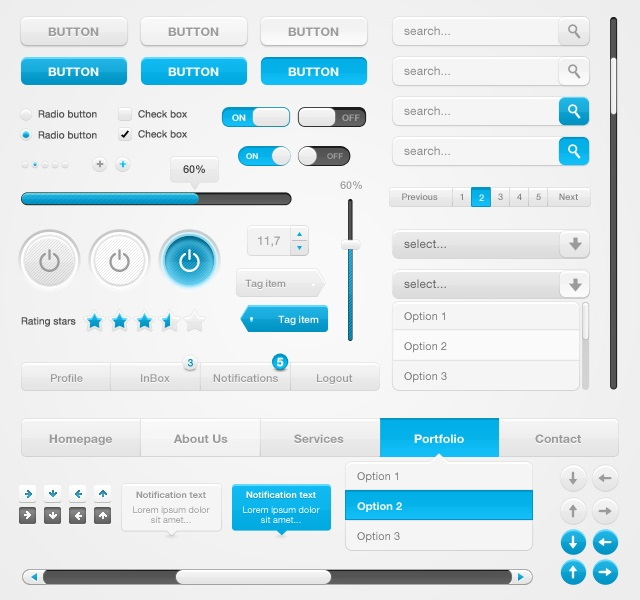 BUTTON BUTTON BUTTON
BUTTON BUTTON BUTTON
search...
search...
search...
search...
Radio button Check box ON OFF
Radio button Check box
ON OFF
60%
60%
Previous 1 2 3 4 5 Next
11,7
select...
select...
Option 1
Option 2
Option 3
Tag item
Tag item
Rating stars
3 5
Profile InBox Notifications Logout
Homepage About Us Services Portfolio Contact
Option 1
Option 2
Option 3
Notification text
Lorem ipsum dolor
sit amet...
Notification text
Lorem ipsum dolor
sit amet...